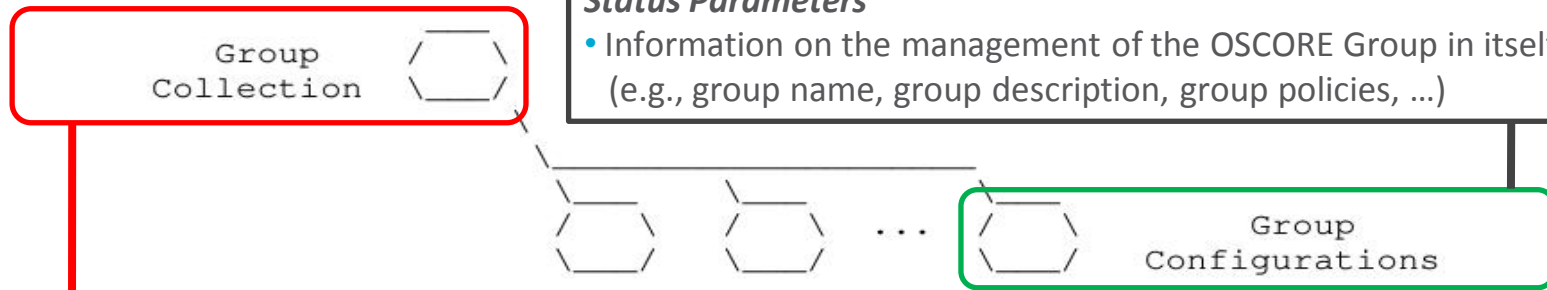 Status Parameters
• Information on the management of the OSCORE Group in itself
(e.g., group name, group description, group policies, …)
Group
Collection
...
Group
Configurations